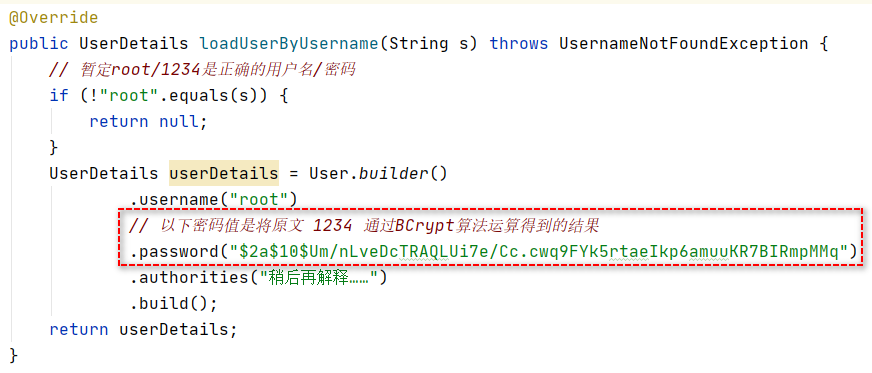 @Override
public UserDetails loadUserByUsername(String s) throws UsernameNotFoundException {
// 暂定root/1234是正确的用户名/密码
if (!"root".equals(s)) {
return null;
}
UserDetails userDetails = User.builder()
.username("root")
// 以下密码值是将原文 1234 通过BCrypt算法运算得到的结果
.password("$2a$10$Um/nLveDcTRAQLUi7e/Cc.cwq9FYk5rtaeIkp6amuuKR7BIRmpMMq")
.authorities("稍后再解释……")
.build();
return userDetails;
}